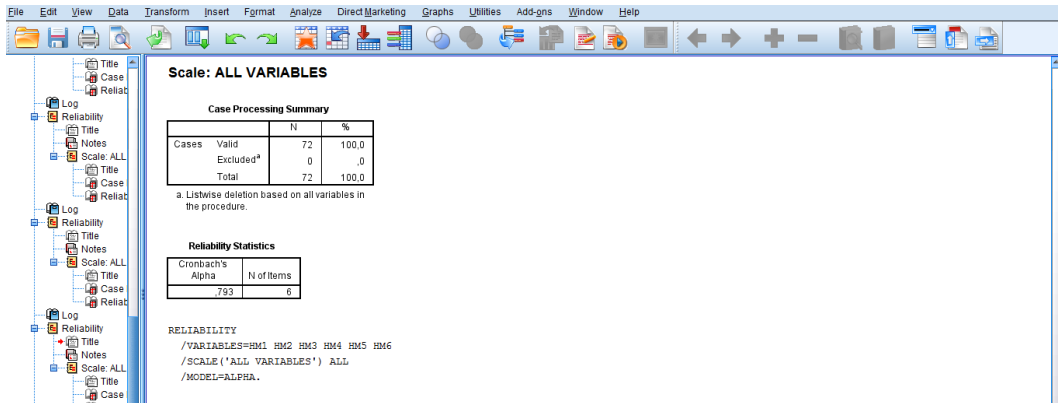 File Edit View Data Transform Insert Format Analyze Direct Marketing Graphs Utilities Add-ons Window Help
Title
Case
Reliat
Log
Reliability
Title
Notes
Scale: ALL
Title
Case
Reliat
Log
Reliability
Title
Notes
Scale: ALL
Title
Case
Reliat
Log
Reliability
Title
Notes
Scale: ALL
Title
Case
Scale: ALL VARIABLES
Case Processing Summary
N %
Cases Valid 72 100,0
Excludedᵃ 0 ,0
Total 72 100,0
a. Listwise deletion based on all variables in
the procedure.
Reliability Statistics
Cronbach's
Alpha N of Items
,793 6
RELIABILITY
/VARIABLES=HM1 HM2 HM3 HM4 HM5 HM6
/SCALE('ALL VARIABLES') ALL
/MODEL=ALPHA.